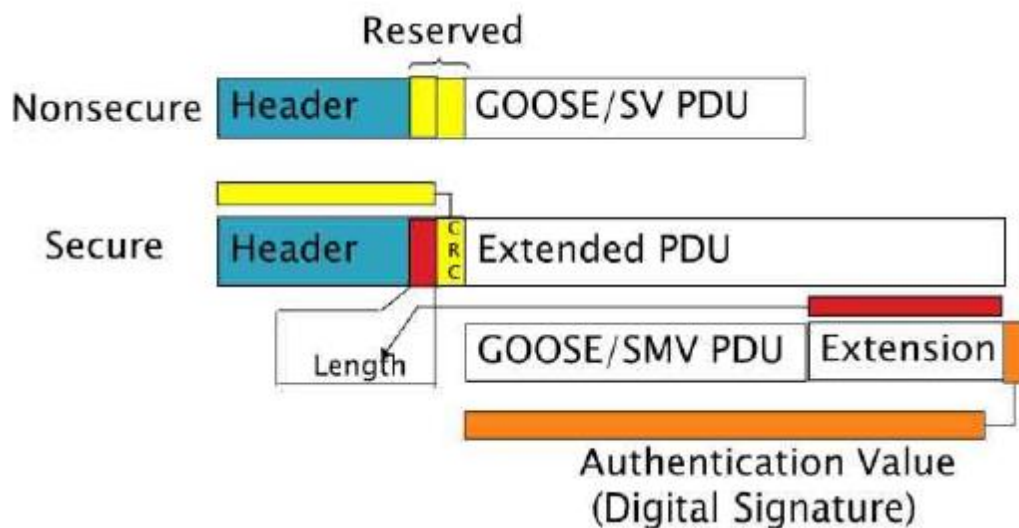 Reserved
Nonsecure
Header
GOOSE/SV PDU
Secure
Header
CRC
Extended PDU
Length
GOOSE/SMV PDU
Extension
Authentication Value
(Digital Signature)